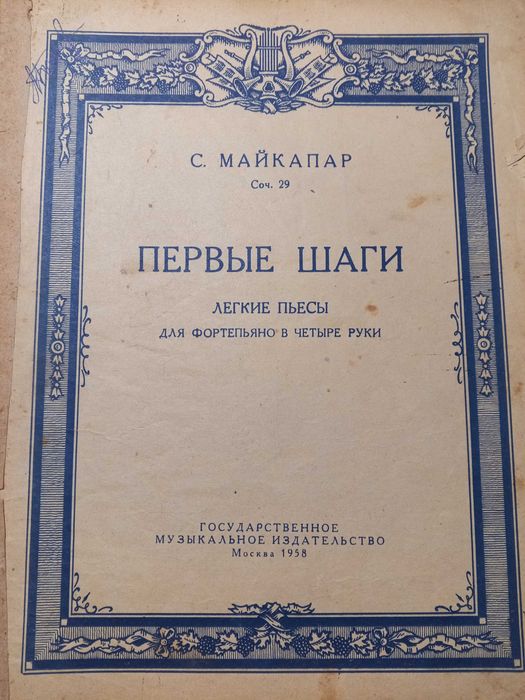 С. МАЙКАПАР
Соч. 29
ПЕРВЫЕ ШАГИ
ЛЕГКИЕ ПЬЕСЫ
ДЛЯ ФОРТЕПЬЯНО В ЧЕТЫРЕ РУКИ
ГОСУДАРСТВЕННОЕ
МУЗЫКАЛЬНОЕ ИЗДАТЕЛЬСТВО
Москва 1958